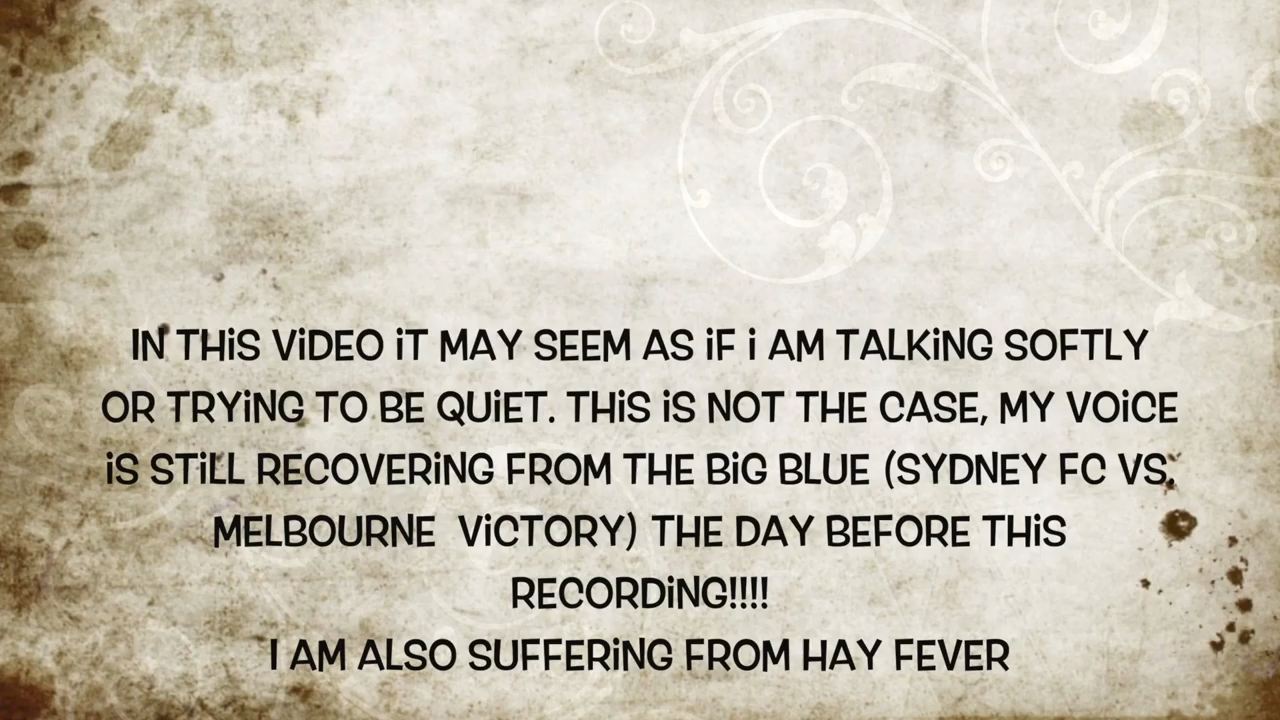 IN THiS ViDEO iT MAY SEEM AS iF i AM TALKiNG SOFTLY
OR TRYiNG TO BE QUiET. THiS iS NOT THE CASE, MY VOiCE
iS STiLL RECOVERiNG FROM THE BiG BLUE (SYDNEY FC VS.
MELBOURNE ViCTORY) THE DAY BEFORE THiS
RECORDiNG!!!!
I AM ALSO SUFFERiNG FROM HAY FEVER